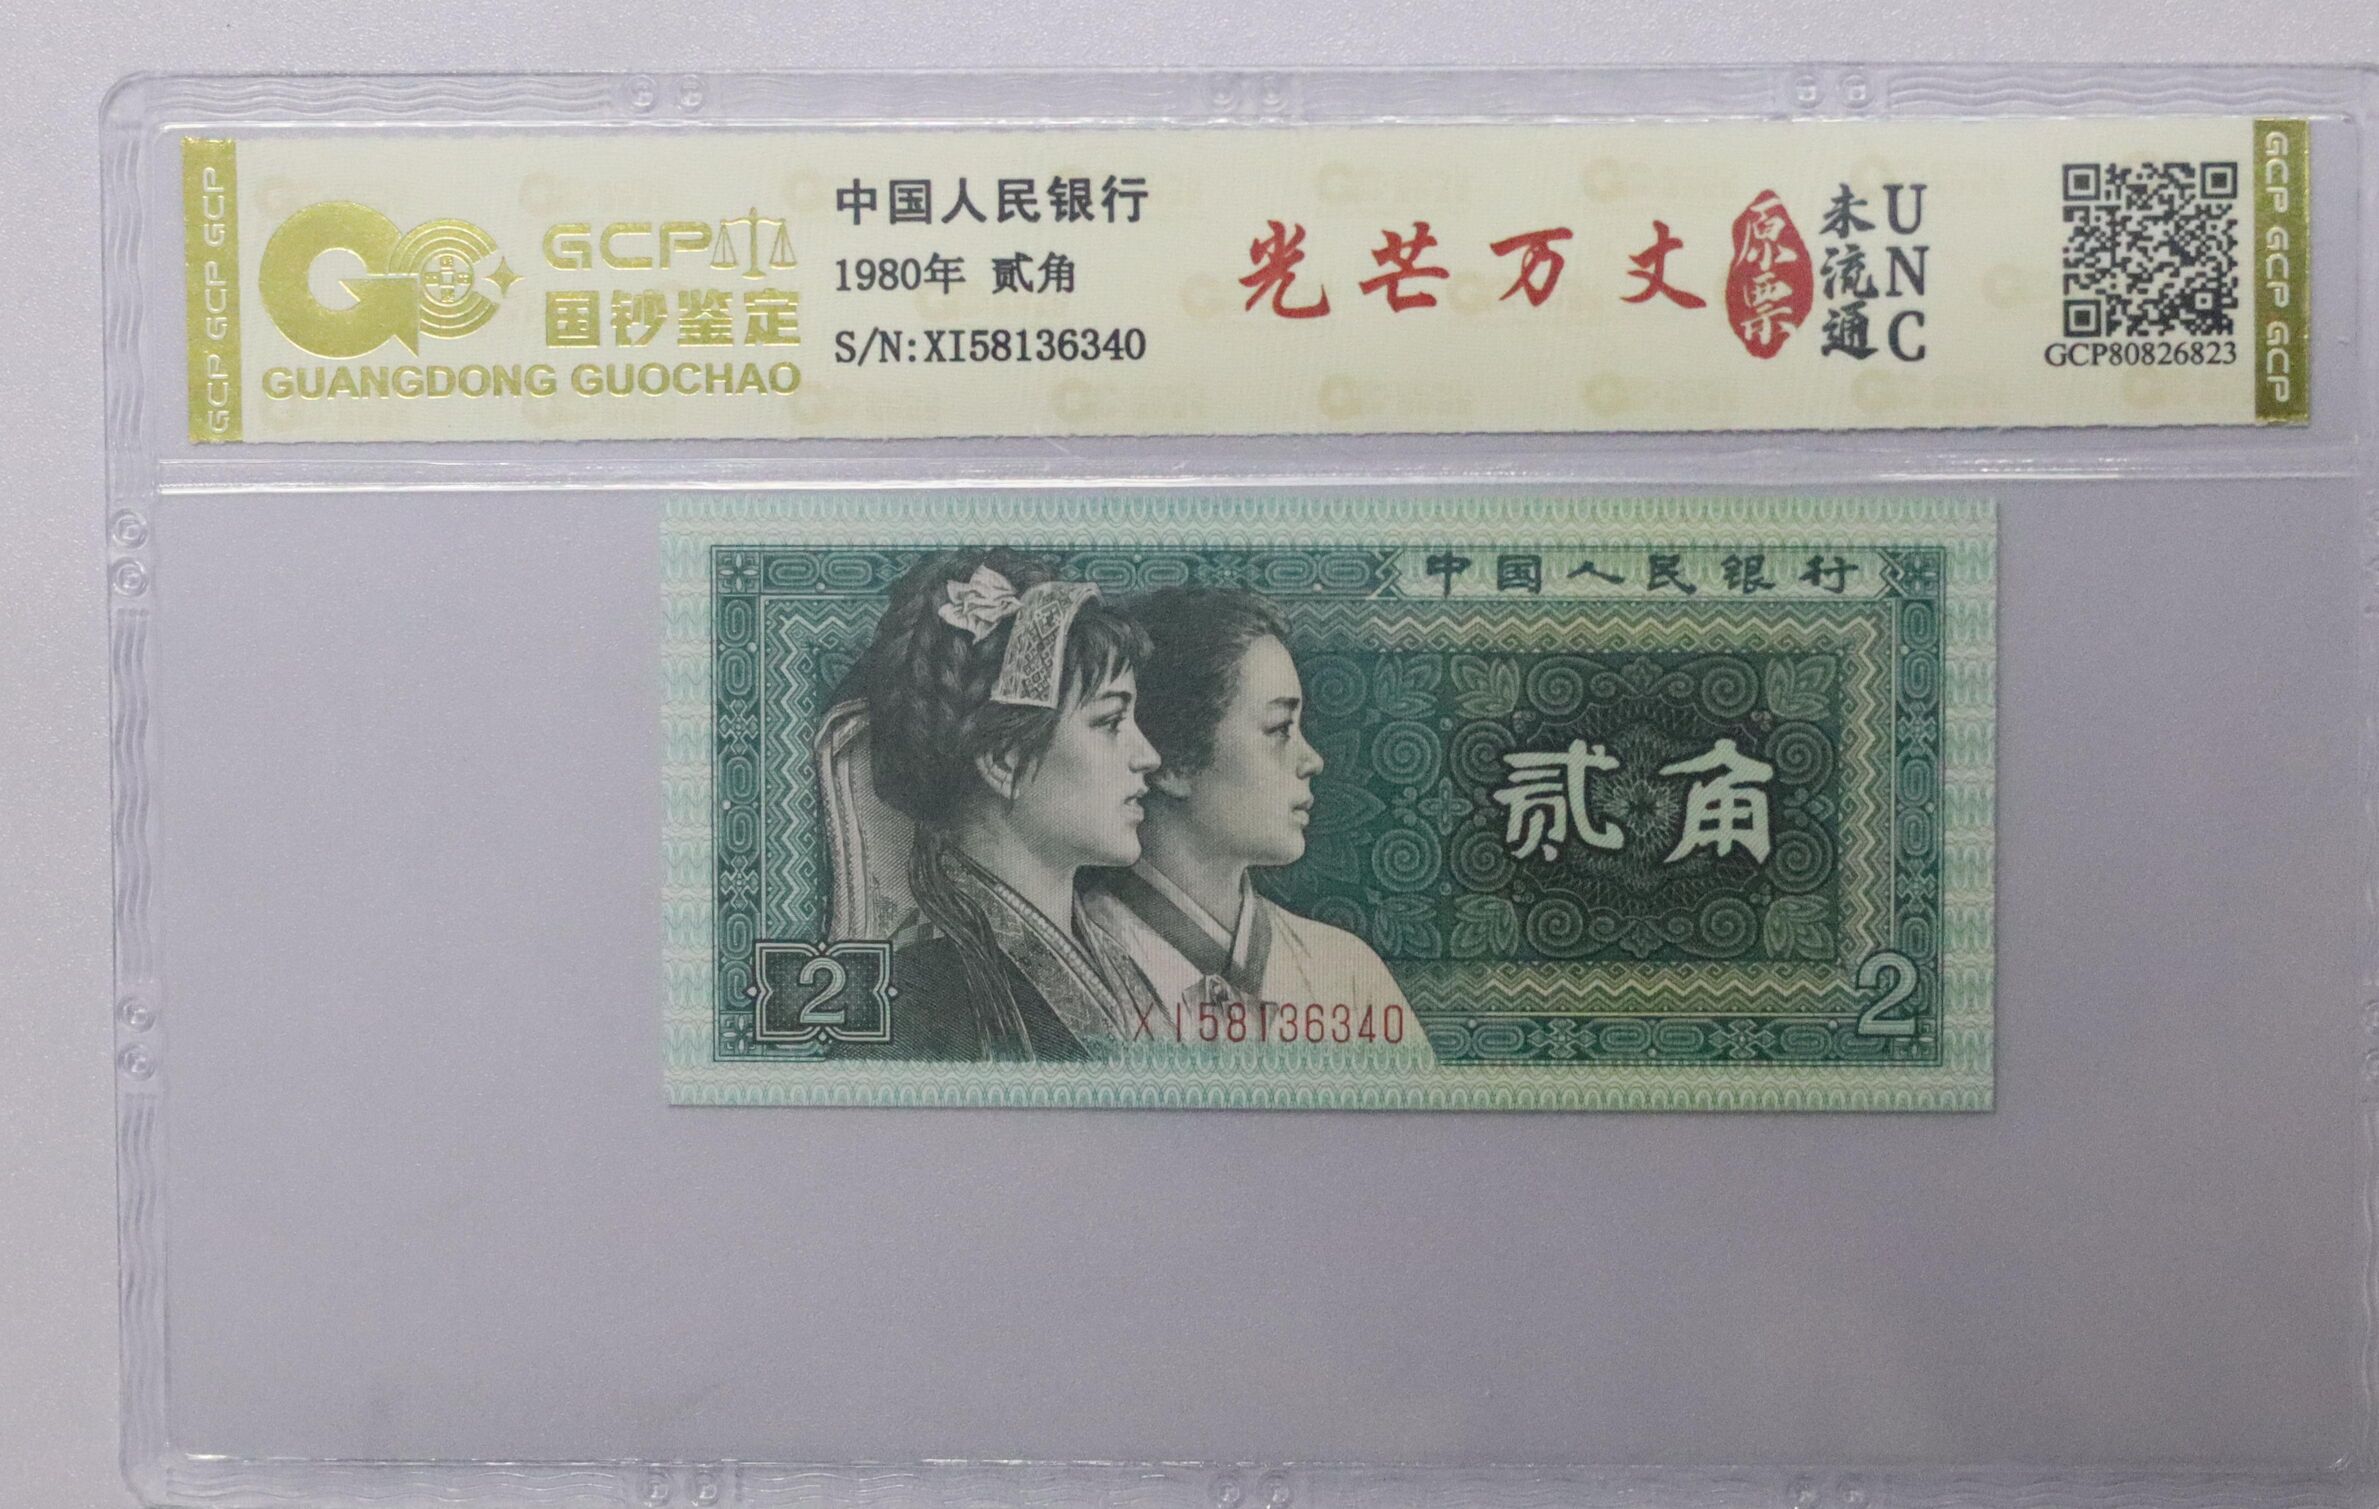 GCP GCP GCP
GCP
国钞鉴定
GUANGDONG GUOCHAO
中国人民银行
1980年 贰角
S/N:XI58136340
光芒万丈
原票
未流通
UNC
GCP80826823
GCP GCP GCP
中国人民银行
贰角
2
XI58136340
2